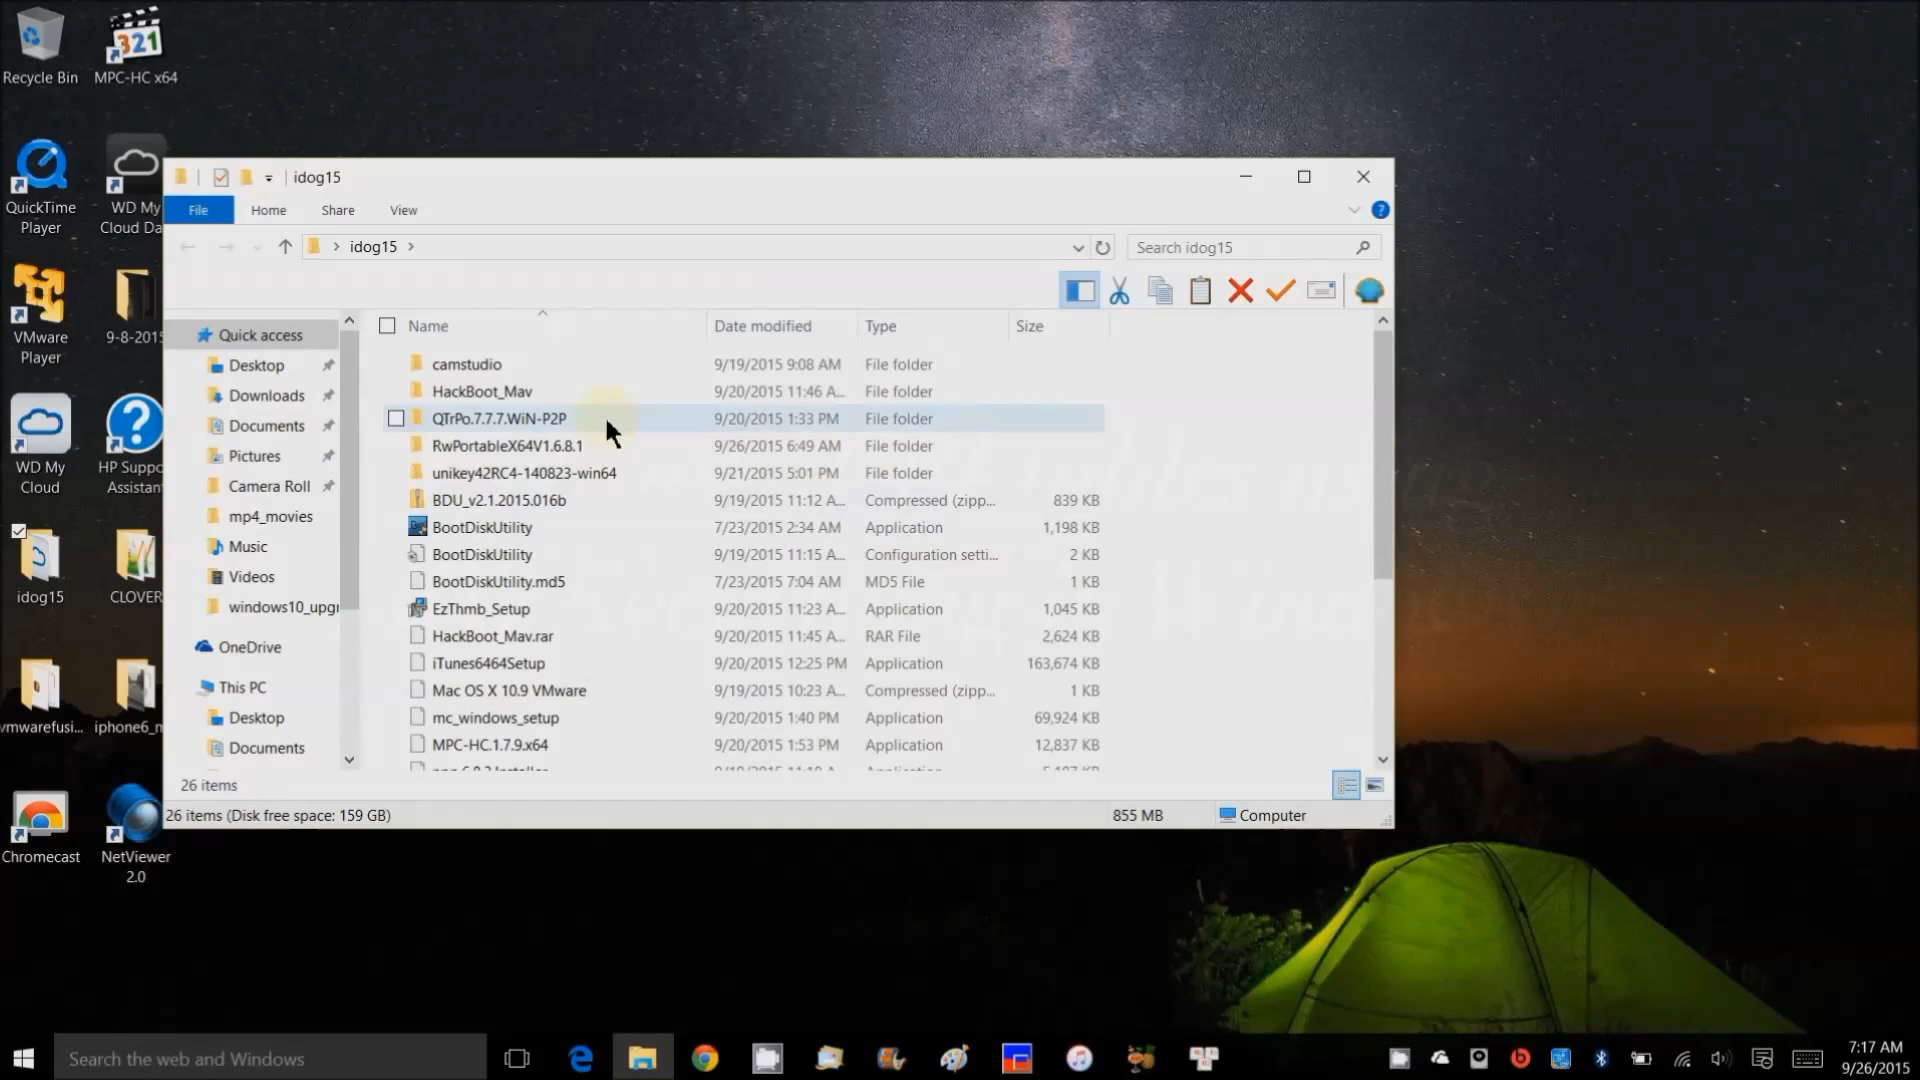 Recycle Bin
MPC-HC x64
QuickTime
Player
WD My
Cloud Da
VMware
Player
9-8-2015
WD My
Cloud
HP Suppo
Assistan
idog15
CLOVER
vmwarefusi...
iphone6_m
Chromecast
NetViewer
2.0
321
idog15
File
Home
Share
View
?
idog15
Search idog15
Name
Date modified
Type
Size
Quick access
Desktop
Downloads
Documents
Pictures
Camera Roll
mp4_movies
Music
Videos
windows10_upgr
OneDrive
This PC
Desktop
Documents
camstudio 9/19/2015 9:08 AM File folder
HackBoot_Mav 9/20/2015 11:46 A... File folder
QTrPo.7.7.7.WiN-P2P 9/20/2015 1:33 PM File folder
RwPortableX64V1.6.8.1 9/26/2015 6:49 AM File folder
unikey42RC4-140823-win64 9/21/2015 5:01 PM File folder
BDU_v2.1.2015.016b 9/19/2015 11:12 A... Compressed (zipp... 839 KB
BootDiskUtility 7/23/2015 2:34 AM Application 1,198 KB
BootDiskUtility 9/19/2015 11:15 A... Configuration setti... 2 KB
BootDiskUtility.md5 7/23/2015 7:04 AM MD5 File 1 KB
EzThmb_Setup 9/20/2015 11:23 A... Application 1,045 KB
HackBoot_Mav.rar 9/20/2015 11:45 A... RAR File 2,624 KB
iTunes6464Setup 9/20/2015 12:25 PM Application 163,674 KB
Mac OS X 10.9 VMware 9/19/2015 10:23 A... Compressed (zipp... 1 KB
mc_windows_setup 9/20/2015 1:40 PM Application 69,924 KB
MPC-HC.1.7.9.x64 9/20/2015 1:53 PM Application 12,837 KB
26 items
26 items (Disk free space: 159 GB)
855 MB
Computer
Search the web and Windows
7:17 AM
9/26/2015